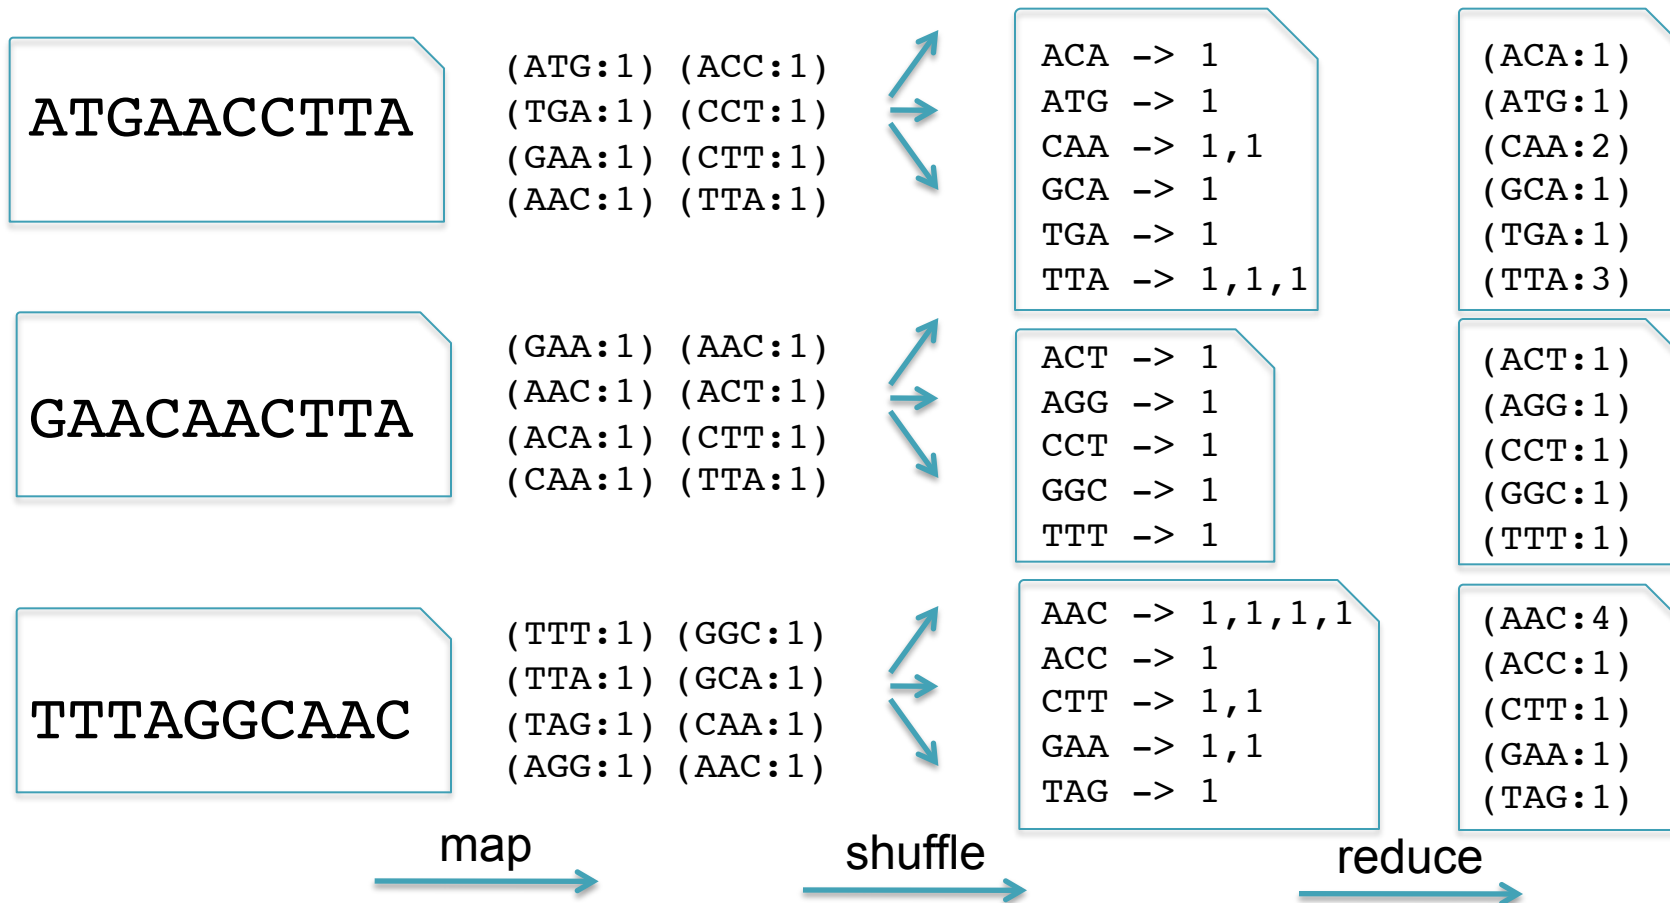 ATGAACCTTA
(ATG:1) (ACC:1)
(TGA:1) (CCT:1)
(GAA:1) (CTT:1)
(AAC:1) (TTA:1)
ACA -> 1
ATG -> 1
CAA -> 1,1
GCA -> 1
TGA -> 1
TTA -> 1,1,1
(ACA:1)
(ATG:1)
(CAA:2)
(GCA:1)
(TGA:1)
(TTA:3)
GAACAACTTA
(GAA:1) (AAC:1)
(AAC:1) (ACT:1)
(ACA:1) (CTT:1)
(CAA:1) (TTA:1)
ACT -> 1
AGG -> 1
CCT -> 1
GGC -> 1
TTT -> 1
(ACT:1)
(AGG:1)
(CCT:1)
(GGC:1)
(TTT:1)
TTTAGGCAAC
(TTT:1) (GGC:1)
(TTA:1) (GCA:1)
(TAG:1) (CAA:1)
(AGG:1) (AAC:1)
AAC -> 1,1,1,1
ACC -> 1
CTT -> 1,1
GAA -> 1,1
TAG -> 1
(AAC:4)
(ACC:1)
(CTT:1)
(GAA:1)
(TAG:1)
map
shuffle
reduce